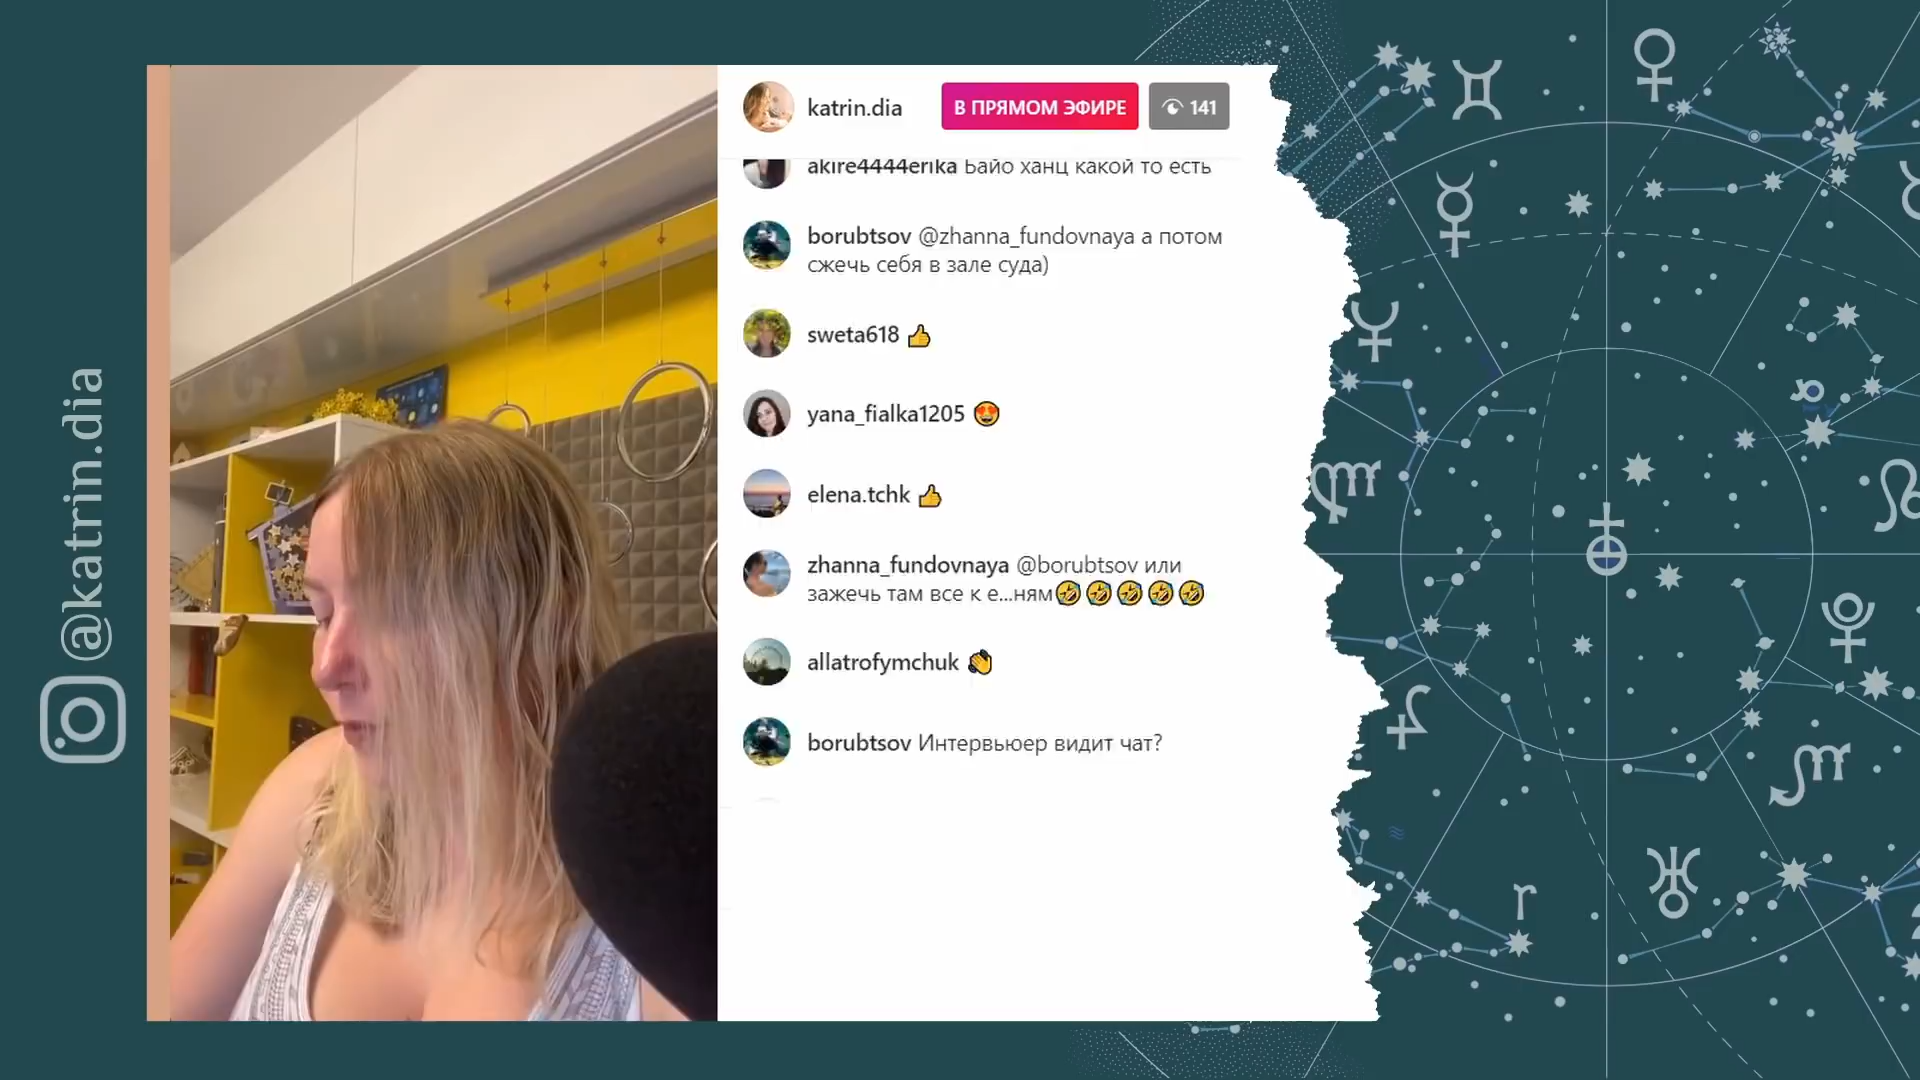 @katrin.dia
katrin.dia
В ПРЯМОМ ЭФИРЕ
141
akire4444erika Байо ханц какой то есть
borubtsov @zhanna_fundovnaya а потом
сжечь себя в зале суда)
sweta618 👍
yana_fialka1205 😍
elena.tchk 👍
zhanna_fundovnaya @borubtsov или
зажечь там все к е...ням🤣🤣🤣🤣🤣
allatrofymchuk 👏
borubtsov Интервьюер видит чат?